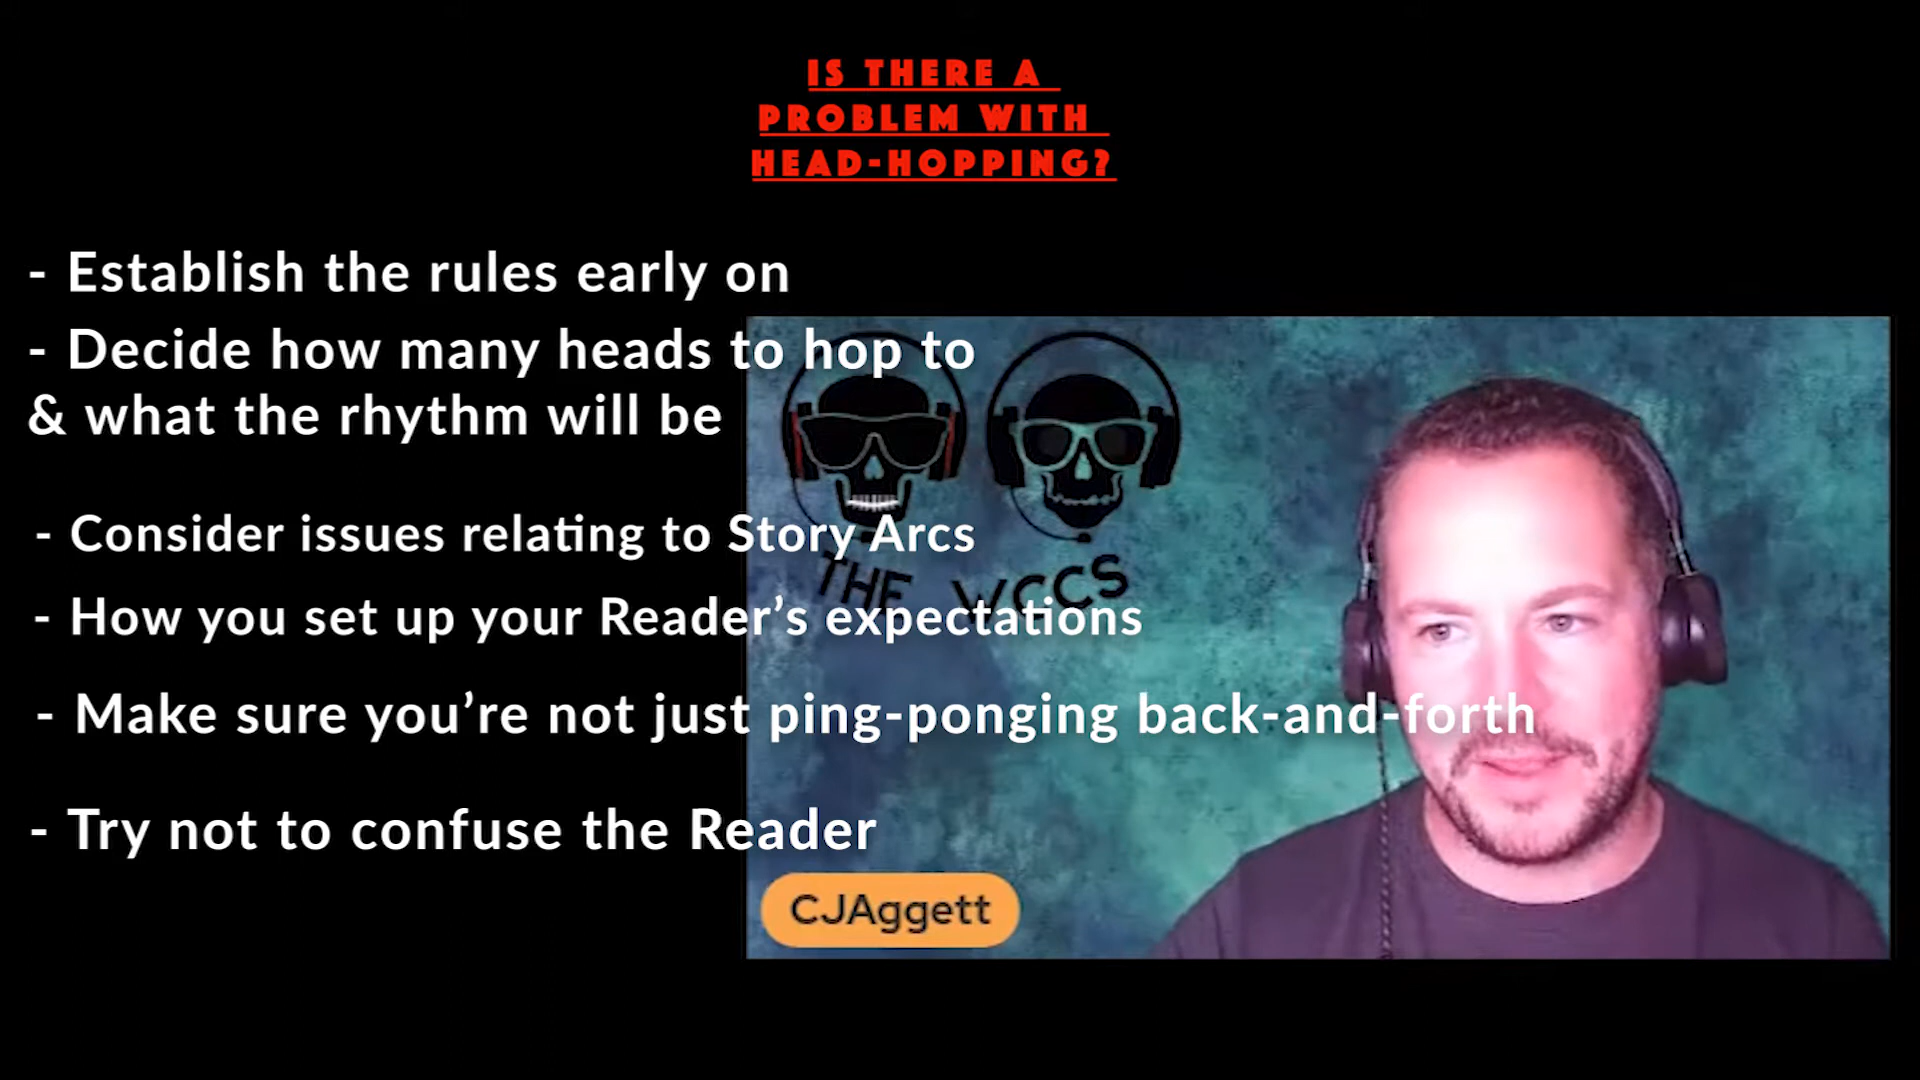 IS THERE A
PROBLEM WITH
HEAD-HOPPING?
- Establish the rules early on
- Decide how many heads to hop to
& what the rhythm will be
- Consider issues relating to Story Arcs
THE WCCS
- How you set up your Reader’s expectations
- Make sure you’re not just ping-ponging back-and-forth
- Try not to confuse the Reader
CJAggett